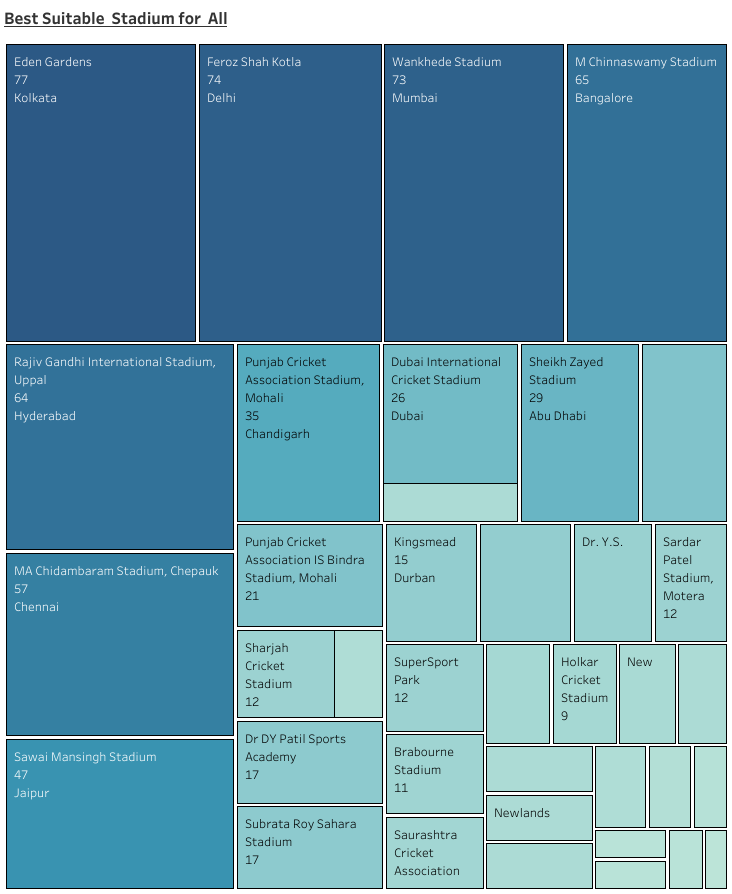 Best Suitable Stadium for All
Eden Gardens
77
Kolkata
Feroz Shah Kotla
74
Delhi
Wankhede Stadium
73
Mumbai
M Chinnaswamy Stadium
65
Bangalore
Rajiv Gandhi International Stadium,
Uppal
64
Hyderabad
MA Chidambaram Stadium, Chepauk
57
Chennai
Sawai Mansingh Stadium
47
Jaipur
Punjab Cricket
Association Stadium,
Mohali
35
Chandigarh
Dubai International
Cricket Stadium
26
Dubai
Sheikh Zayed
Stadium
29
Abu Dhabi
Punjab Cricket
Association IS Bindra
Stadium, Mohali
21
Sharjah
Cricket
Stadium
12
Dr DY Patil Sports
Academy
17
Subrata Roy Sahara
Stadium
17
Kingsmead
15
Durban
Dr. Y.S.
Sardar
Patel
Stadium,
Motera
12
SuperSport
Park
12
Brabourne
Stadium
11
Saurashtra
Cricket
Association
Holkar
Cricket
Stadium
9
New
Newlands